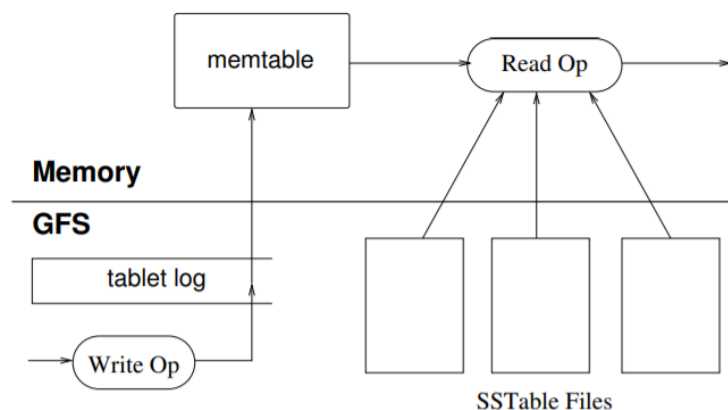 memtable
Read Op
Memory
GFS
tablet log
Write Op
SSTable Files